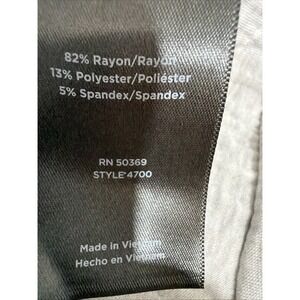 82% Rayon/Rayon
13% Polyester/Poliéster
5% Spandex/Spandex
RN 50369
STYLE*4700
Made in Vietnam
Hecho en Vietnam